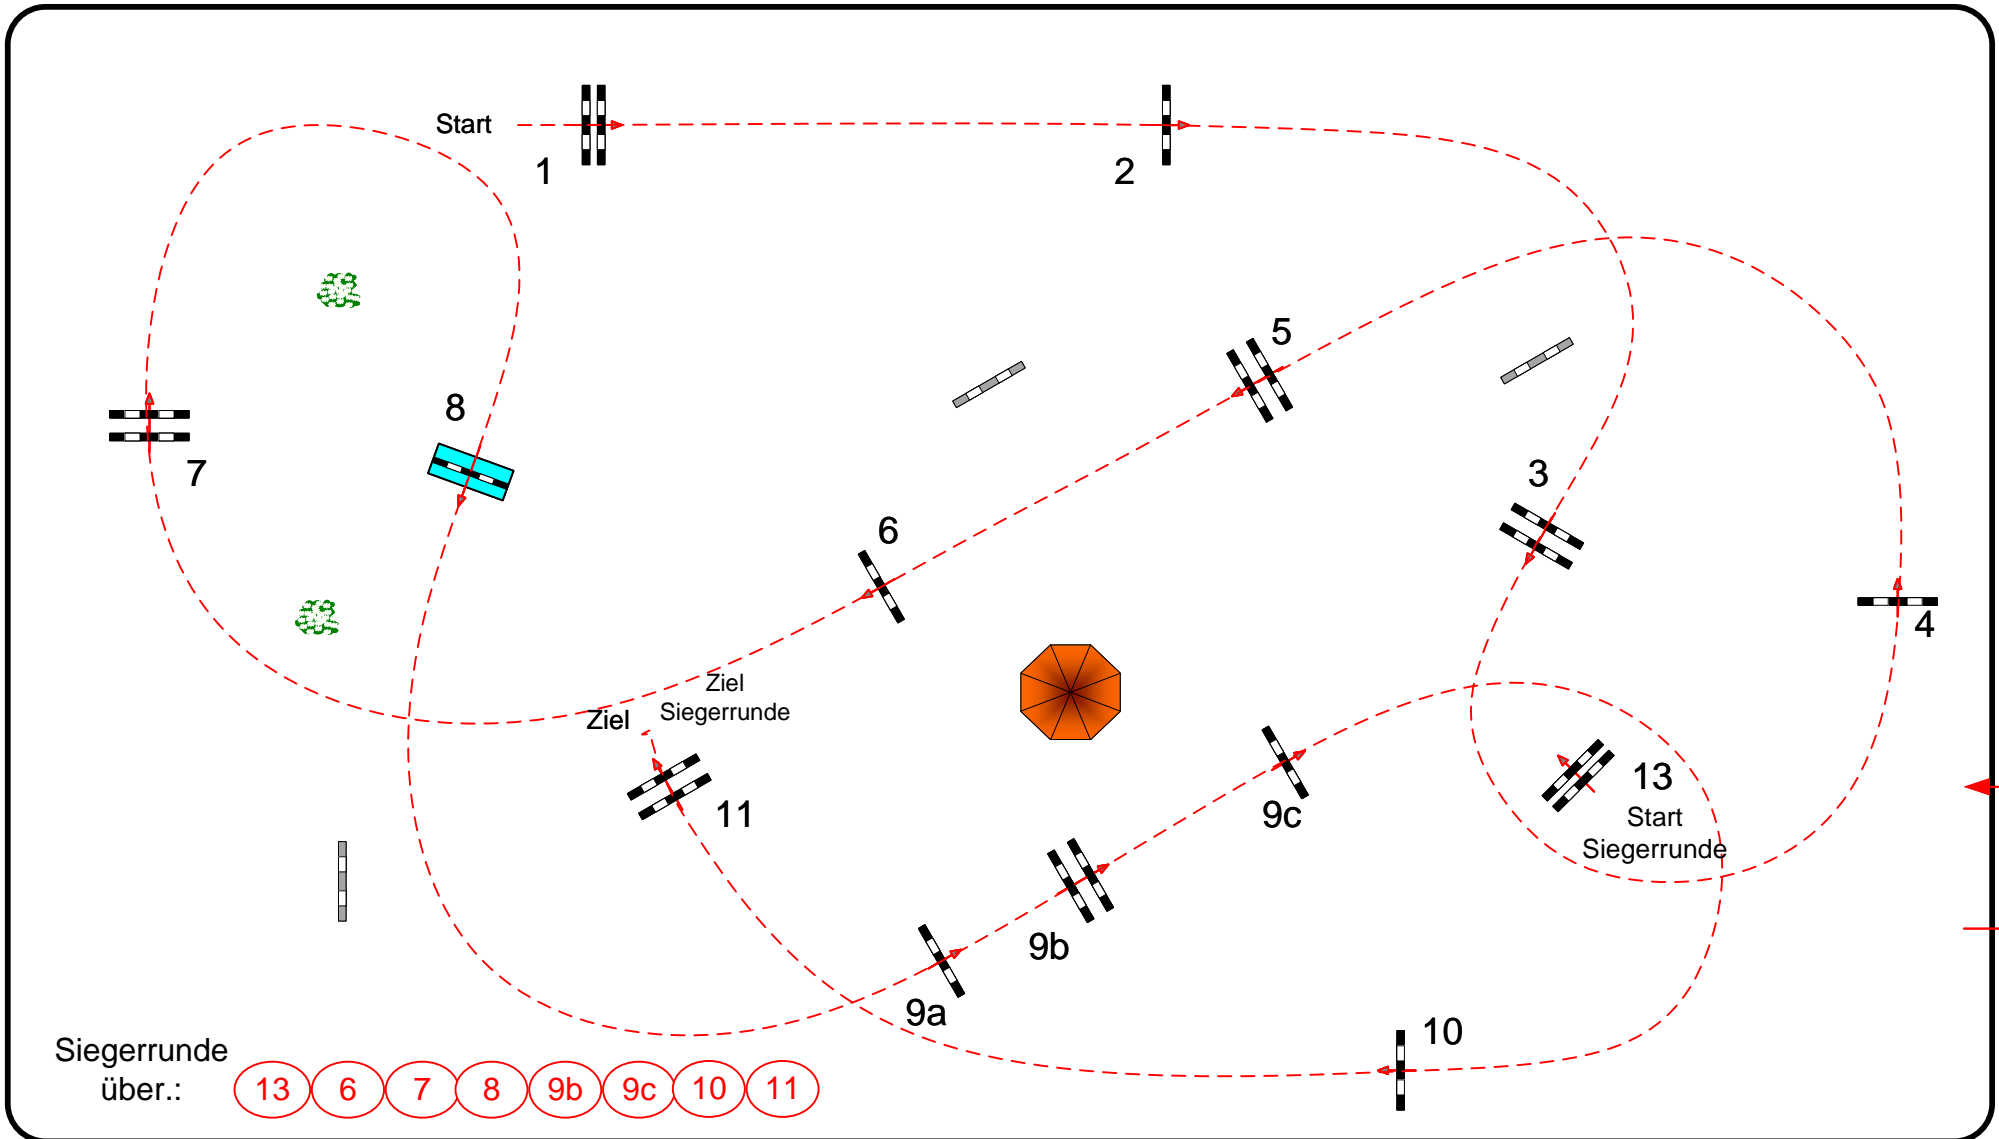 Start
1
2
5
8
3
7
6
4
Ziel
Siegerrunde
Ziel
13
11
9c
Start
Siegerrunde
9b
9a
10
Siegerrunde
über.:
13 6 7 8 9b 9c 10 11